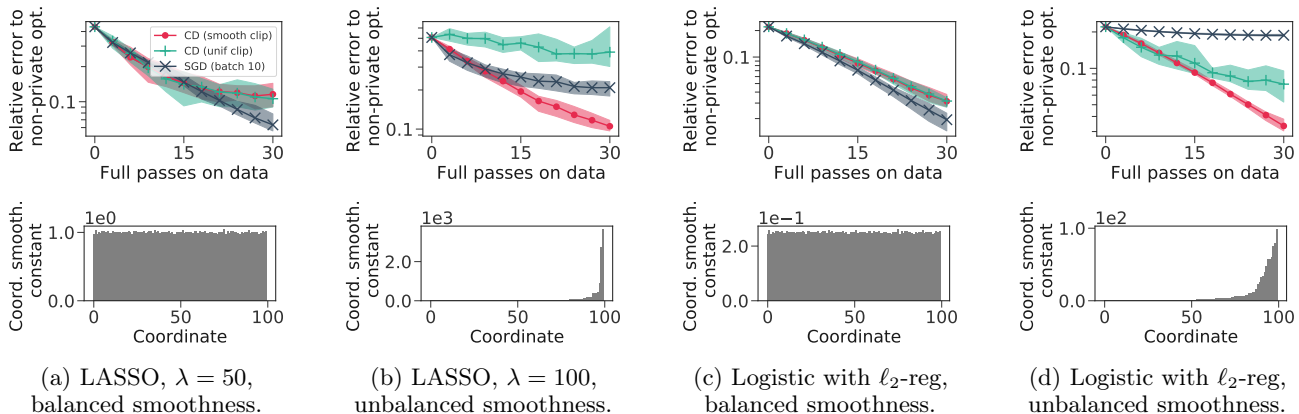 Relative error to
non-private opt.
0.1
0
15
30
Full passes on data
CD (smooth clip)
CD (unif clip)
SGD (batch 10)
Relative error to
non-private opt.
0.1
0
15
30
Full passes on data
Relative error to
non-private opt.
0.1
0
15
30
Full passes on data
Relative error to
non-private opt.
0.1
0
15
30
Full passes on data
Coord. smooth.
constant
1e0
1.0
0.0
0
50
100
Coordinate
Coord. smooth.
constant
1e3
2.0
0.0
0
50
100
Coordinate
Coord. smooth.
constant
1e−1
2.0
0.0
0
50
100
Coordinate
Coord. smooth.
constant
1e2
1.0
0.0
0
50
100
Coordinate
(a) LASSO, λ = 50,
balanced smoothness.
(b) LASSO, λ = 100,
unbalanced smoothness.
(c) Logistic with ℓ₂-reg,
balanced smoothness.
(d) Logistic with ℓ₂-reg,
unbalanced smoothness.